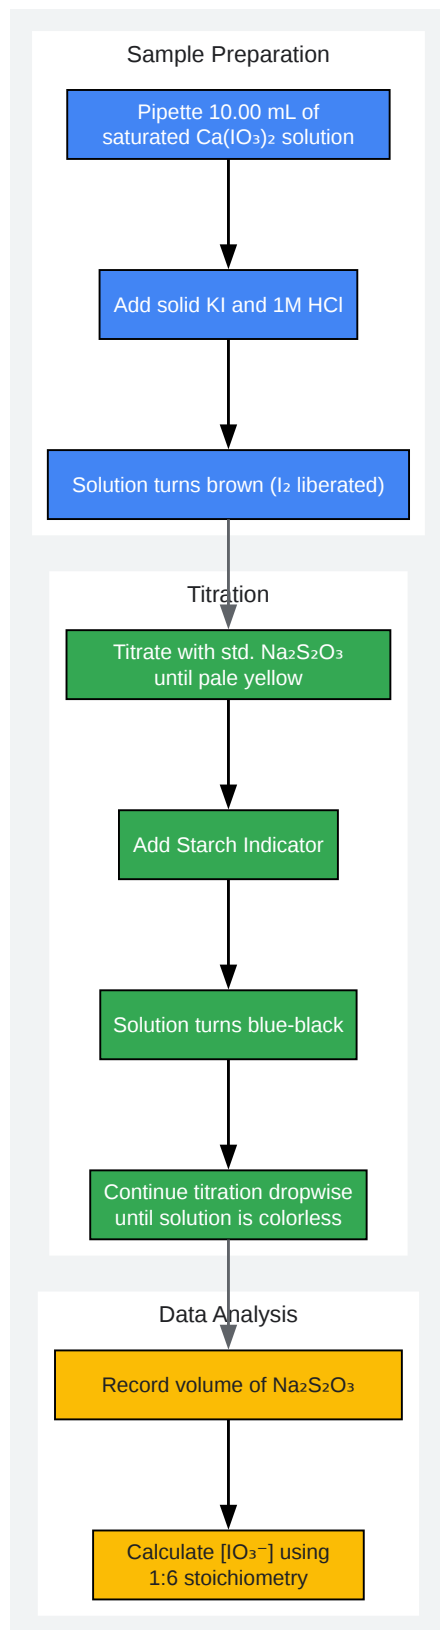 Sample Preparation
Pipette 10.00 mL of
saturated Ca(IO₃)₂ solution
Add solid KI and 1M HCl
Solution turns brown (I₂ liberated)
Titration
Titrate with std. Na₂S₂O₃
until pale yellow
Add Starch Indicator
Solution turns blue-black
Continue titration dropwise
until solution is colorless
Data Analysis
Record volume of Na₂S₂O₃
Calculate [IO₃⁻] using
1:6 stoichiometry